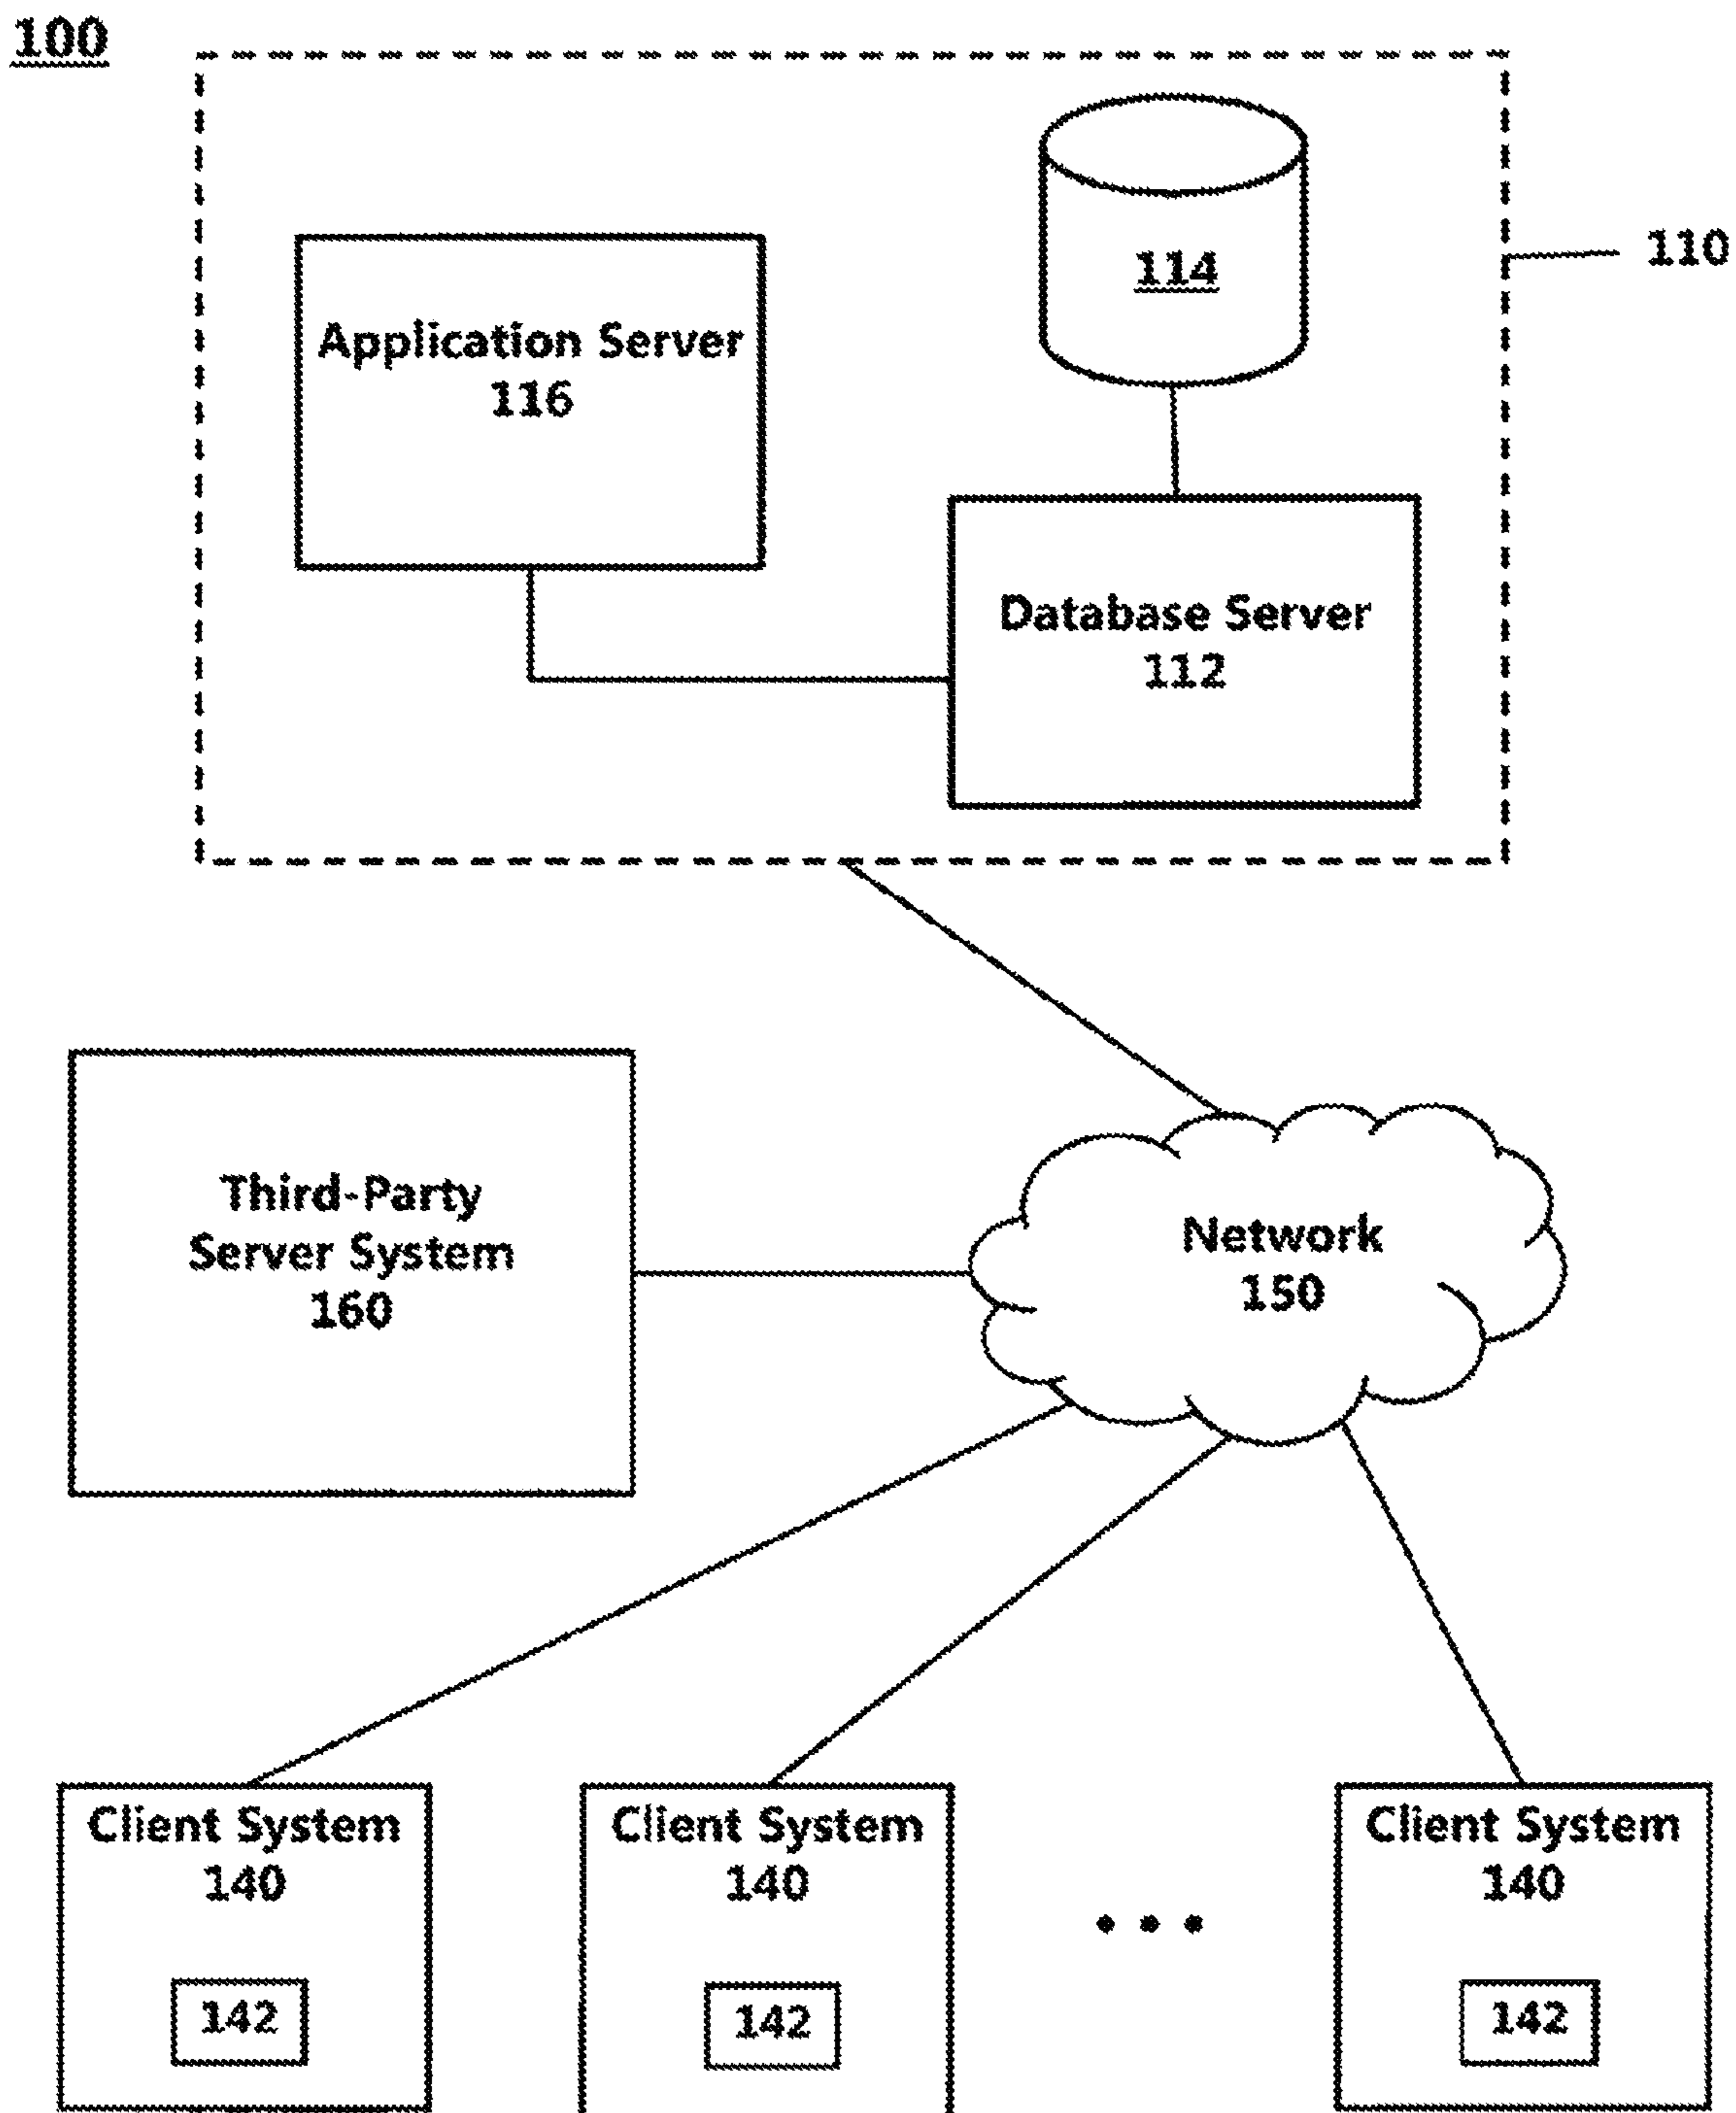 100
114
110
Application Server
116
Database Server
112
Third-Party
Server System
160
Network
150
Client System
140
142
Client System
140
142
Client System
140
142